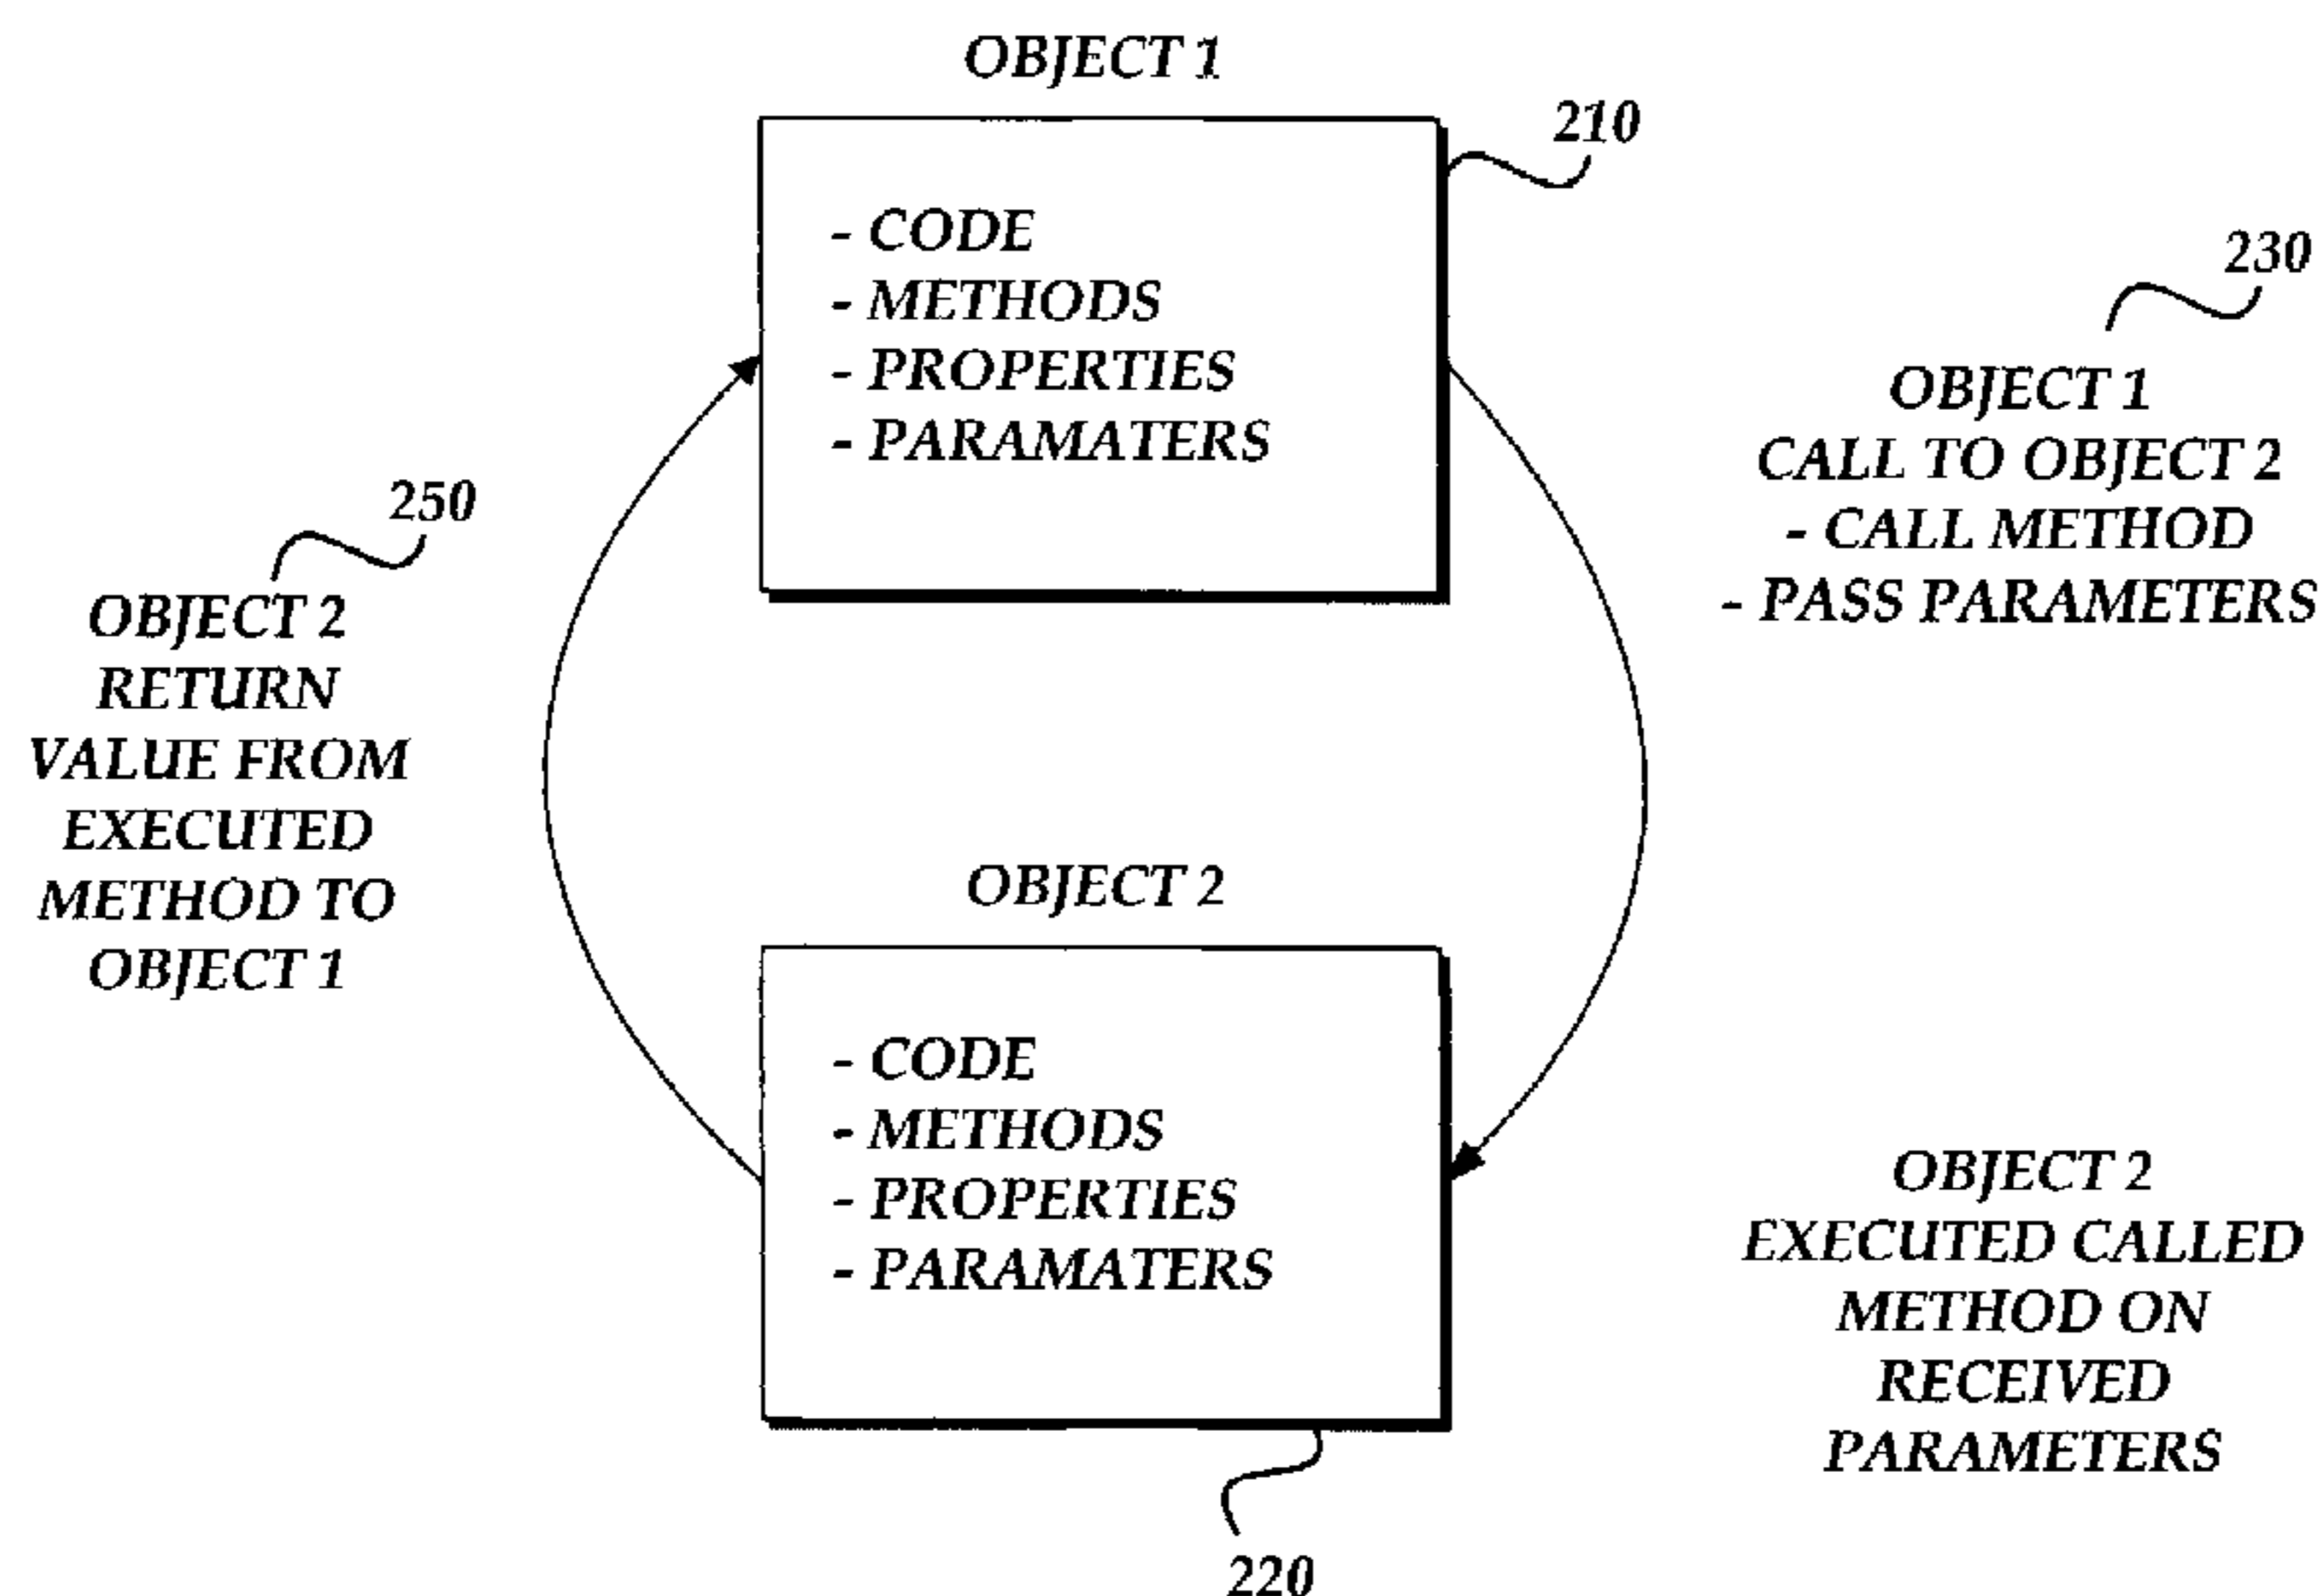 OBJECT 1
210
- CODE
- METHODS
- PROPERTIES
- PARAMATERS
230
OBJECT 1
CALL TO OBJECT 2
- CALL METHOD
- PASS PARAMETERS
250
OBJECT 2
RETURN
VALUE FROM
EXECUTED
METHOD TO
OBJECT 1
OBJECT 2
- CODE
- METHODS
- PROPERTIES
- PARAMATERS
OBJECT 2
EXECUTED CALLED
METHOD ON
RECEIVED
PARAMETERS
220